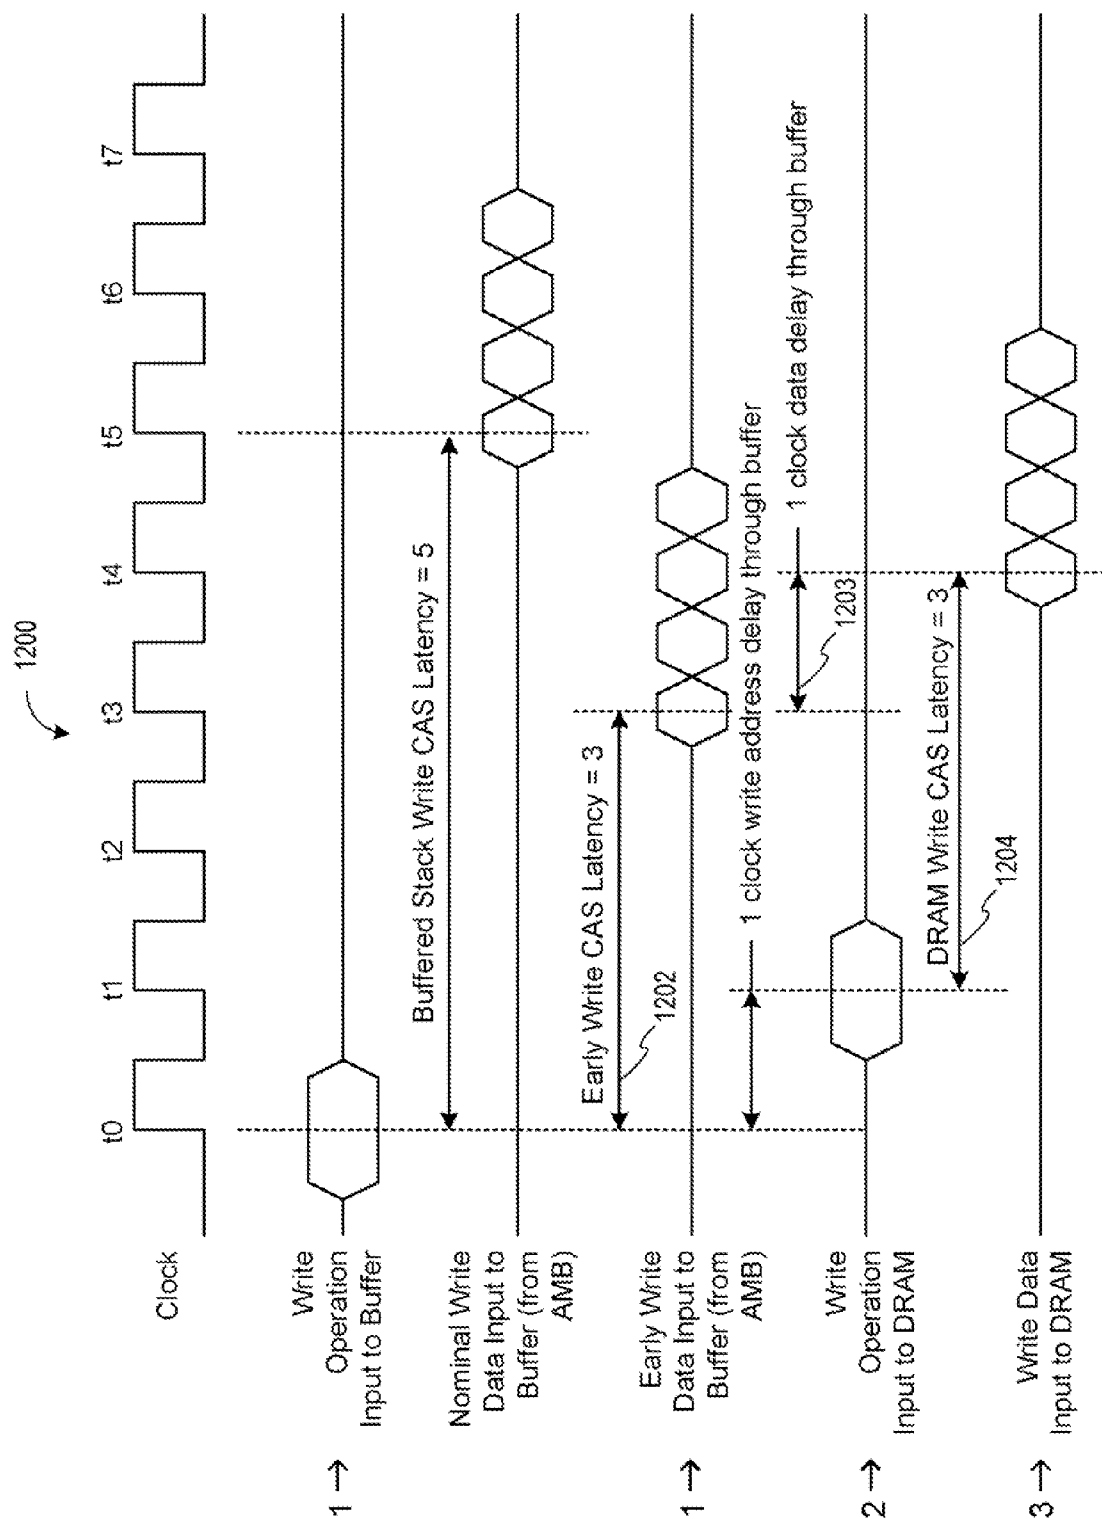 1200
t0 t1 t2 t3 t4 t5 t6 t7
Clock
1 →
Write
Operation
Input to Buffer
Buffered Stack Write CAS Latency = 5
Nominal Write
Data Input to
Buffer (from
AMB)
Early Write CAS Latency = 3
1202
1 →
Early Write
Data Input to
Buffer (from
AMB)
1 clock write address delay through buffer
1 clock data delay through buffer
1203
2 →
Write
Operation
Input to DRAM
DRAM Write CAS Latency = 3
1204
3 →
Write Data
Input to DRAM